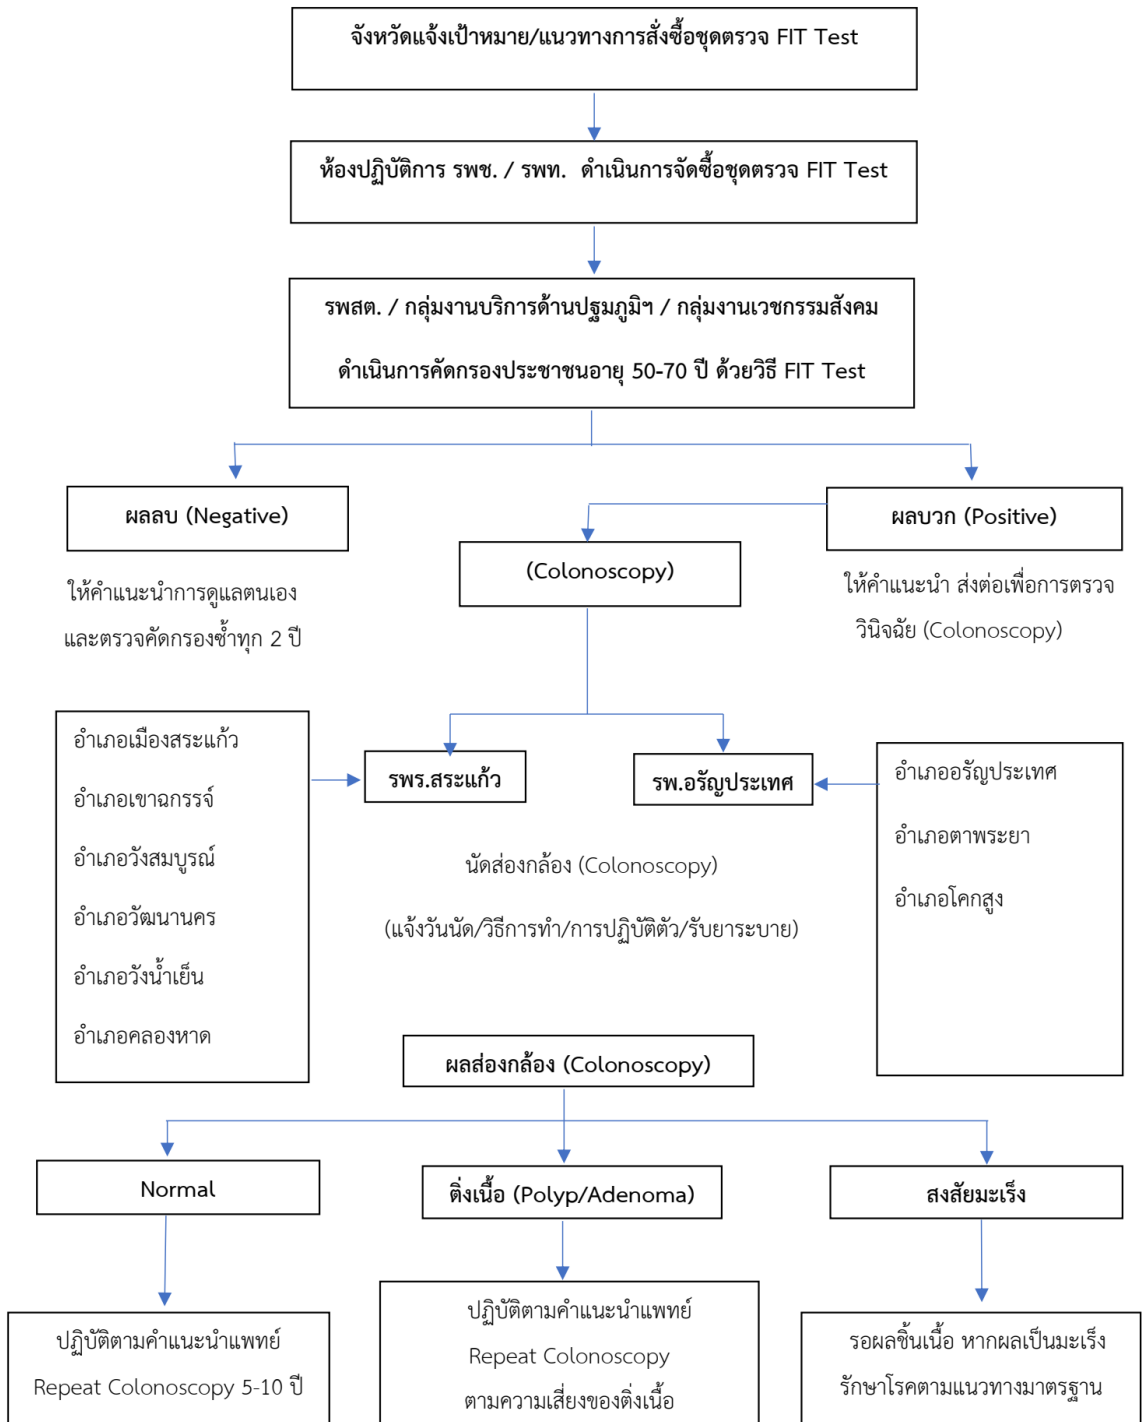 จังหวัดแจ้งเป้าหมาย/แนวทางการสั่งซื้อชุดตรวจ FIT Test
ห้องปฏิบัติการ รพช. / รพท. ดำเนินการจัดซื้อชุดตรวจ FIT Test
รพสต. / กลุ่มงานบริการด้านปฐมภูมิฯ / กลุ่มงานเวชกรรมสังคม
ดำเนินการคัดกรองประชาชนอายุ 50-70 ปี ด้วยวิธี FIT Test
ผลลบ (Negative)
ให้คำแนะนำการดูแลตนเอง
และตรวจคัดกรองซ้ำทุก 2 ปี
(Colonoscopy)
ผลบวก (Positive)
ให้คำแนะนำ ส่งต่อเพื่อการตรวจ
วินิจฉัย (Colonoscopy)
อำเภอเมืองสระแก้ว
อำเภอเขาฉกรรจ์
อำเภอวังสมบูรณ์
อำเภอวัฒนานคร
อำเภอวังน้ำเย็น
อำเภอคลองหาด
รพร.สระแก้ว
รพ.อรัญประเทศ
อำเภออรัญประเทศ
อำเภอตาพระยา
อำเภอโคกสูง
นัดส่องกล้อง (Colonoscopy)
(แจ้งวันนัด/วิธีการทำ/การปฏิบัติตัว/รับยาระบาย)
ผลส่องกล้อง (Colonoscopy)
Normal
ปฏิบัติตามคำแนะนำแพทย์
Repeat Colonoscopy 5-10 ปี
ติ่งเนื้อ (Polyp/Adenoma)
ปฏิบัติตามคำแนะนำแพทย์
Repeat Colonoscopy
ตามความเสี่ยงของติ่งเนื้อ
สงสัยมะเร็ง
รอผลชิ้นเนื้อ หากผลเป็นมะเร็ง
รักษาโรคตามแนวทางมาตรฐาน